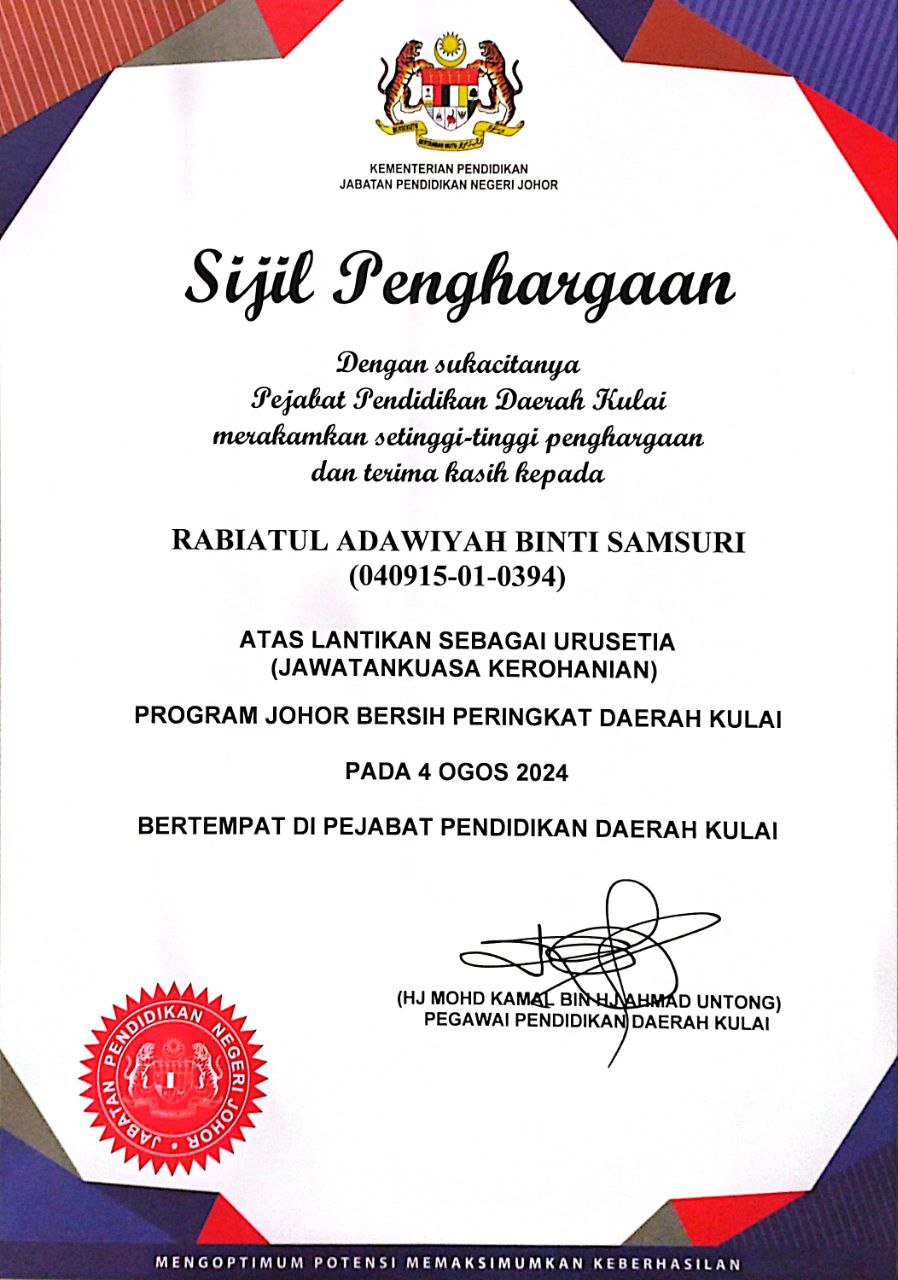 BERSEKUTU
BERTAMBAH MUTU
KEMENTERIAN PENDIDIKAN
JABATAN PENDIDIKAN NEGERI JOHOR
Sijil Penghargaan
Dengan sukacitanya
Pejabat Pendidikan Daerah Kulai
merakamkan setinggi-tinggi penghargaan
dan terima kasih kepada
RABIATUL ADAWIYAH BINTI SAMSURI
(040915-01-0394)
ATAS LANTIKAN SEBAGAI URUSETIA
(JAWATANKUASA KEROHANIAN)
PROGRAM JOHOR BERSIH PERINGKAT DAERAH KULAI
PADA 4 OGOS 2024
BERTEMPAT DI PEJABAT PENDIDIKAN DAERAH KULAI
(HJ MOHD KAMAL BIN HJ AHMAD UNTONG)
PEGAWAI PENDIDIKAN DAERAH KULAI
JABATAN PENDIDIKAN NEGERI JOHOR
MENGOPTIMUM POTENSI MEMAKSIMUMKAN KEBERHASILAN